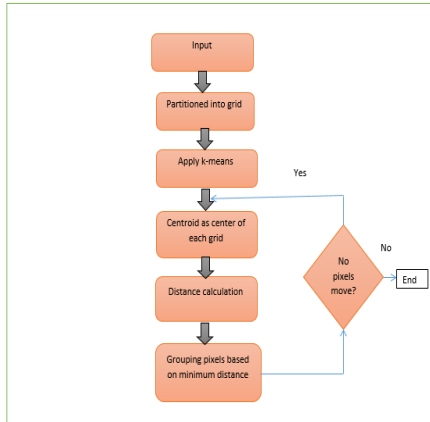 Input
Partitioned into grid
Apply k-means
Yes
Centroid as center of
each grid
No
No
pixels
move?
End
Distance calculation
Grouping pixels based
on minimum distance